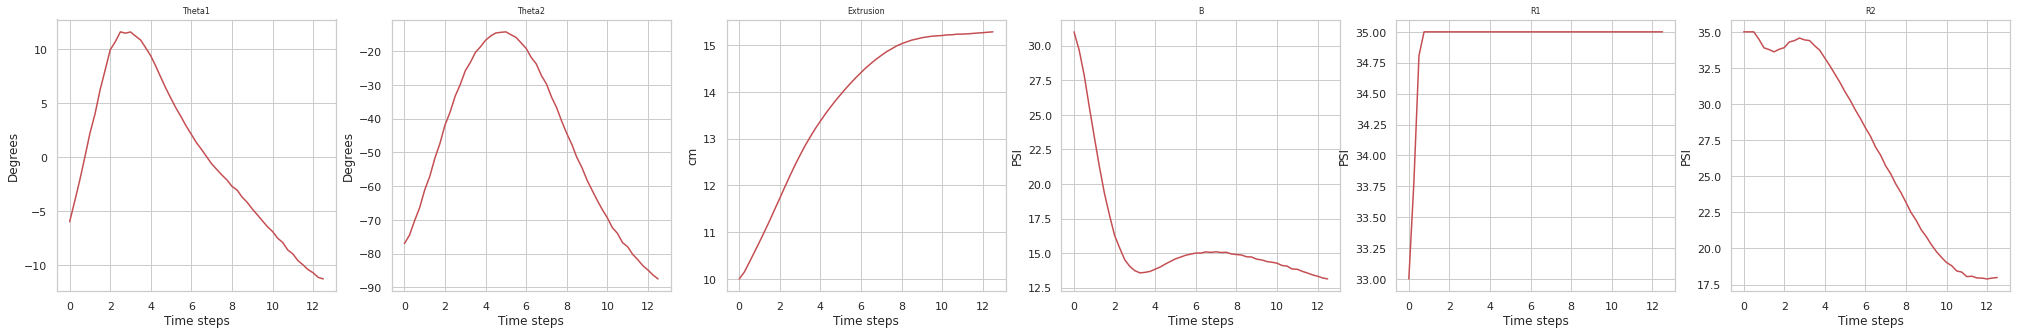 Theta1
10
5
0
−5
−10
Degrees
0 2 4 6 8 10 12
Time steps
Theta2
−20
−30
−40
−50
−60
−70
−80
−90
Degrees
0 2 4 6 8 10 12
Time steps
Extrusion
15
14
13
12
11
10
cm
0 2 4 6 8 10 12
Time steps
B
30.0
27.5
25.0
22.5
20.0
17.5
15.0
12.5
PSI
0 2 4 6 8 10 12
Time steps
R1
35.00
34.75
34.50
34.25
34.00
33.75
33.50
33.25
33.00
PSI
0 2 4 6 8 10 12
Time steps
R2
35.0
32.5
30.0
27.5
25.0
22.5
20.0
17.5
PSI
0 2 4 6 8 10 12
Time steps